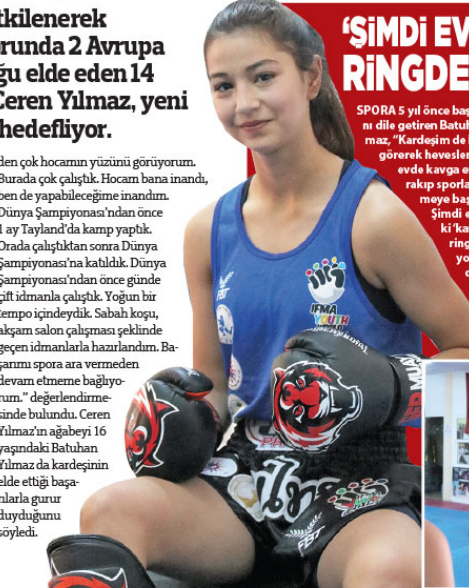 tkilenerek
orunda 2 Avrupa
ğu elde eden 14
Ceren Yılmaz, yeni
hedefliyor.
den çok hocamın yüzünü görüyorum.
Burada çok çalıştık. Hocam bana inandı,
ben de yapabileceğime inandım.
Dünya Şampiyonası'ndan önce
1 ay Tayland'da kamp yaptık.
Orada çalıştıktan sonra Dünya
Şampiyonası'na katıldık. Dünya
Şampiyonası'ndan önce günde
çift idmanla çalıştık. Yoğun bir
tempo içindeydik. Sabah koşu,
akşam salon çalışması şeklinde
geçen idmanlarla hazırlandım. Ba-
şarımı spora ara vermeden
devam etmeme bağlıyo-
rum." değerlendirme-
sinde bulundu. Ceren
Yılmaz'ın ağabeyi 16
yaşındaki Batuhan
Yılmaz da kardeşinin
elde ettiği başa-
rılarla gurur
duyduğunu
söyledi.
'ŞİMDİ EV
RİNGDE
SPORA 5 yıl önce baş
nı dile getiren Batuh
maz, "Kardeşim de b
görerek hevesler
evde kavga e
rakip sporla
meye baş
Şimdi e
ki 'ka
ring
yo
FBT
IFMA
YOUTH
FBT